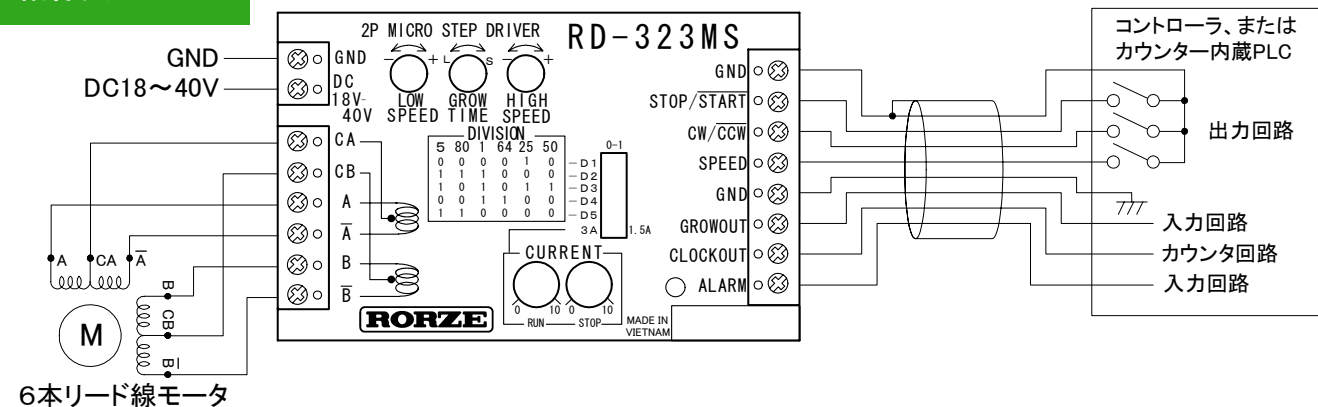 GND
DC18～40V
2P MICRO STEP DRIVER
RD-323MS
GND
DC
18V-
40V
- +
L S
- +
LOW
SPEED
GROW
TIME
HIGH
SPEED
DIVISION
5 80 1 64 25 50
0 0 0 0 1 0
1 1 0 0 0 0
1 0 1 0 1 1
0 0 1 1 0 0
1 1 0 0 0 0
0-1
D1
D2
D3
D4
D5
3A
1.5A
CURRENT
0 10
0 10
RUN
STOP
CA
CB
A
A̅
B
B̅
RORZE
MADE IN
VIETNAM
GND
STOP/S̅T̅A̅R̅T̅
CW/C̅C̅W̅
SPEED
GND
GROWOUT
CLOCKOUT
ALARM
コントローラ、または
カウンター内蔵PLC
出力回路
入力回路
カウンタ回路
入力回路
A
CA
A̅
B
CB
B̅
M
6本リード線モータ